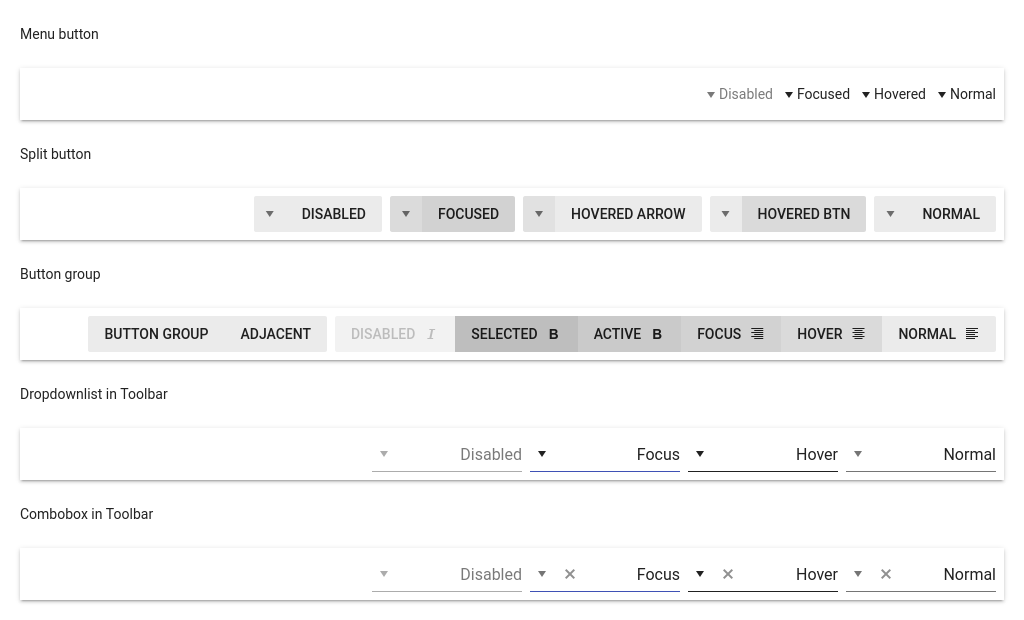 Menu button
Disabled Focused Hovered Normal
Split button
DISABLED FOCUSED HOVERED ARROW HOVERED BTN NORMAL
Button group
BUTTON GROUP ADJACENT DISABLED I SELECTED B ACTIVE B FOCUS HOVER NORMAL
Dropdownlist in Toolbar
Disabled Focus Hover Normal
Combobox in Toolbar
Disabled Focus Hover Normal